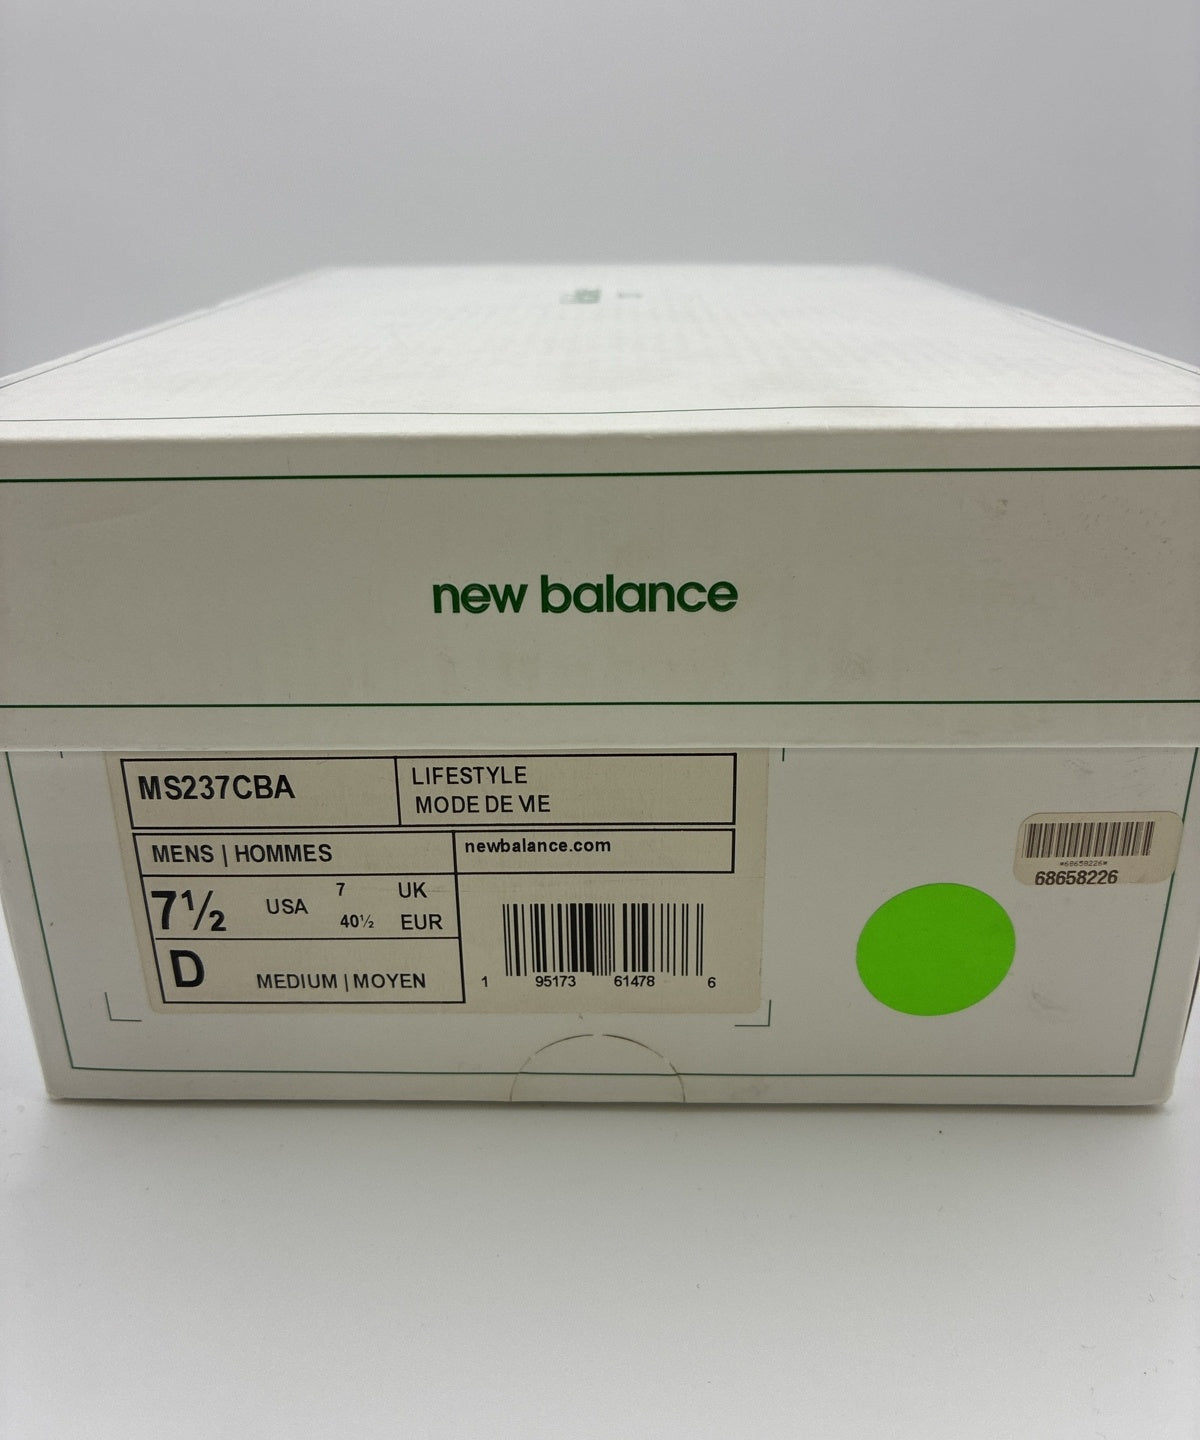 new balance
MS237CBA
LIFESTYLE
MODE DE VIE
MENS | HOMMES
newbalance.com
7½ USA 7 UK
40½ EUR
D MEDIUM | MOYEN
1 95173 61478 6
*68658226*
68658226